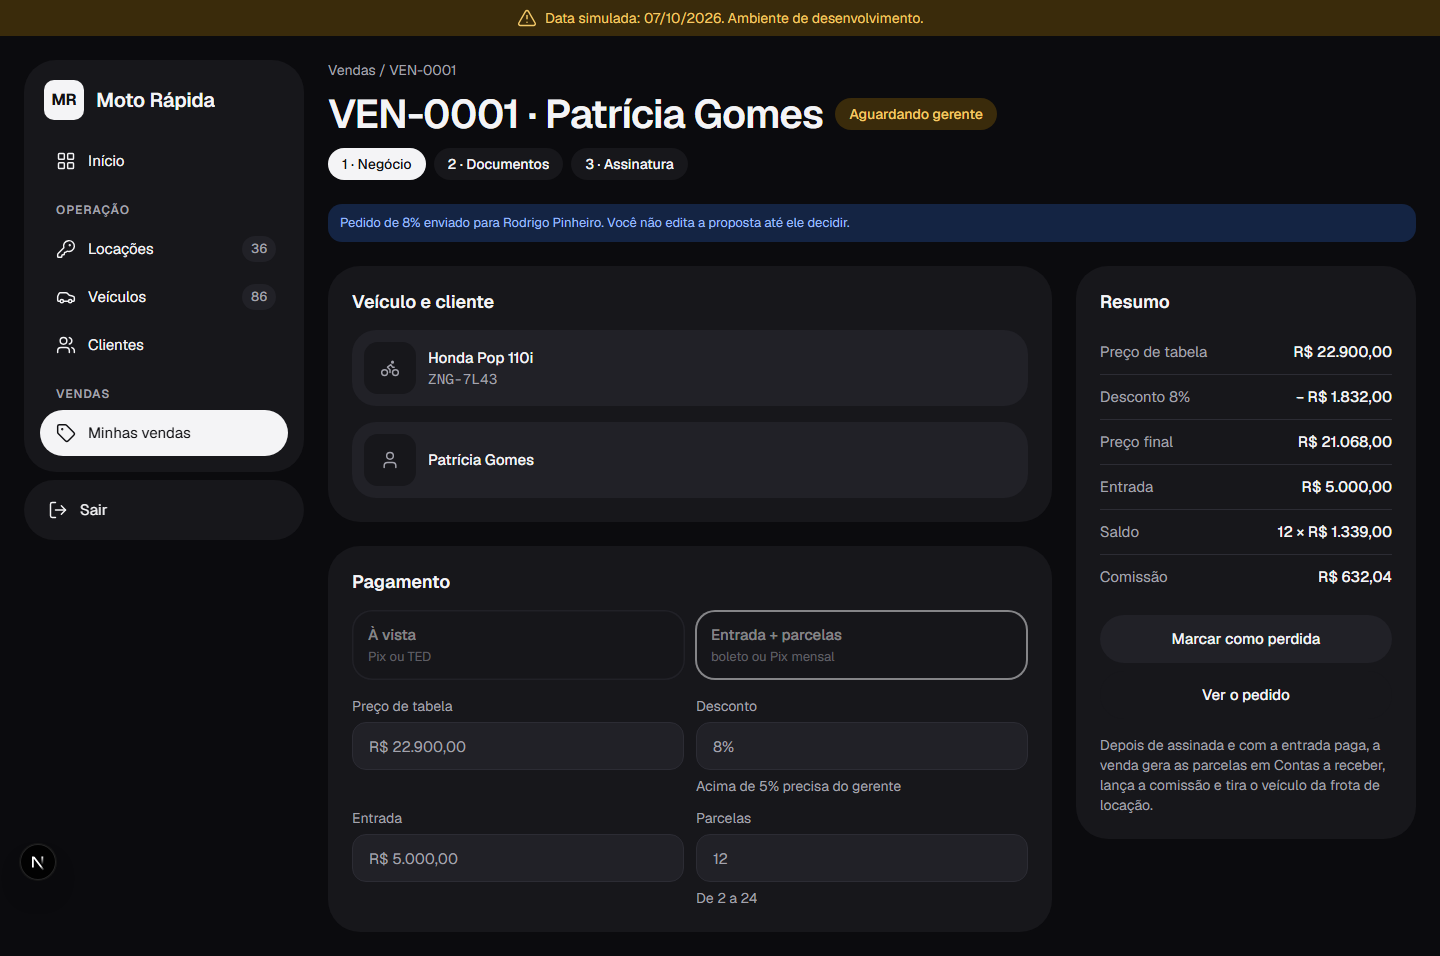 Data simulada: 07/10/2026. Ambiente de desenvolvimento.
MR
Moto Rápida
Início
OPERAÇÃO
Locações
36
Veículos
86
Clientes
VENDAS
Minhas vendas
Sair
Vendas / VEN-0001
VEN-0001 · Patrícia Gomes
Aguardando gerente
1 · Negócio
2 · Documentos
3 · Assinatura
Pedido de 8% enviado para Rodrigo Pinheiro. Você não edita a proposta até ele decidir.
Veículo e cliente
Honda Pop 110i
ZNG-7L43
Patrícia Gomes
Pagamento
À vista
Pix ou TED
Entrada + parcelas
boleto ou Pix mensal
Preço de tabela
R$ 22.900,00
Desconto
8%
Acima de 5% precisa do gerente
Entrada
R$ 5.000,00
Parcelas
12
De 2 a 24
Resumo
Preço de tabela
R$ 22.900,00
Desconto 8%
− R$ 1.832,00
Preço final
R$ 21.068,00
Entrada
R$ 5.000,00
Saldo
12 × R$ 1.339,00
Comissão
R$ 632,04
Marcar como perdida
Ver o pedido
Depois de assinada e com a entrada paga, a
venda gera as parcelas em Contas a receber,
lança a comissão e tira o veículo da frota de
locação.
N